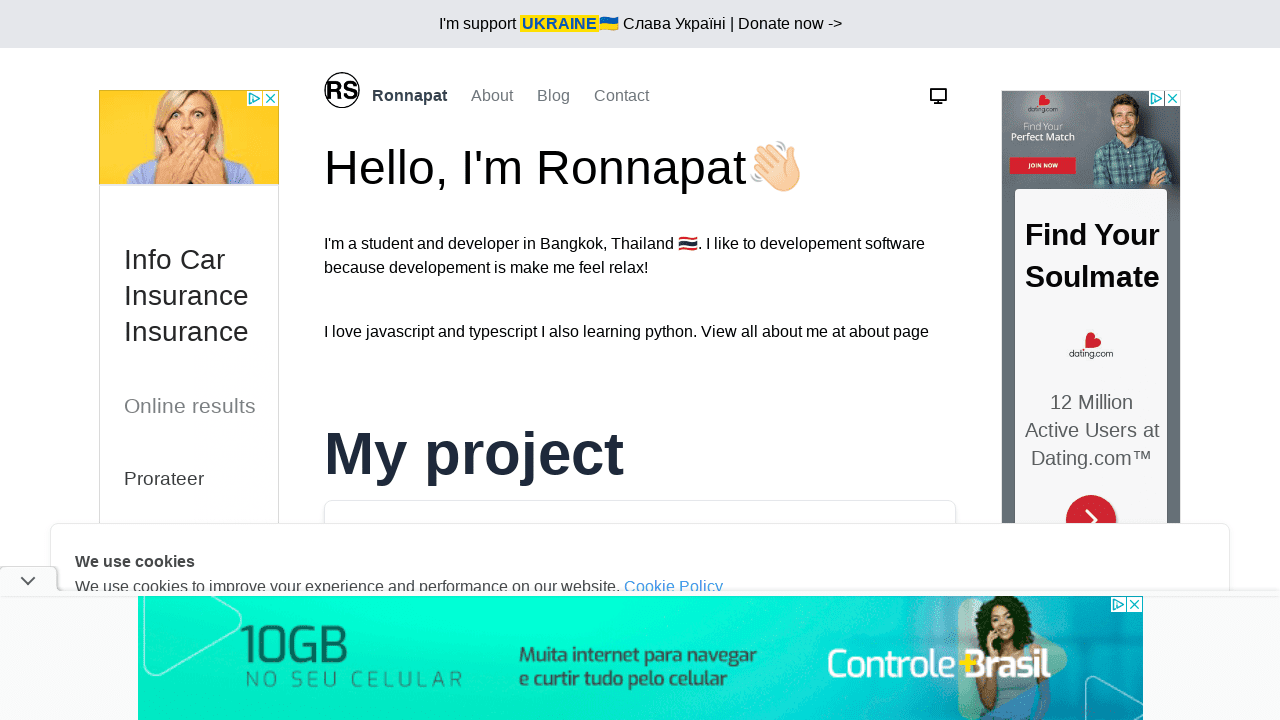 I'm support UKRAINE🇺🇦 Слава Україні | Donate now ->
RS Ronnapat About Blog Contact
Hello, I'm Ronnapat👋🏻
I'm a student and developer in Bangkok, Thailand 🇹🇭. I like to developement software
because developement is make me feel relax!
I love javascript and typescript I also learning python. View all about me at about page
My project
Info Car
Insurance
Insurance
Online results
Prorateer
dating.com
Find Your
Perfect Match
JOIN NOW
Find Your
Soulmate
dating.com
12 Million
Active Users at
Dating.com™
We use cookies
We use cookies to improve your experience and performance on our website. Cookie Policy
10GB
NO SEU CELULAR
Muita internet para navegar
e curtir tudo pelo celular
Controle+Brasil